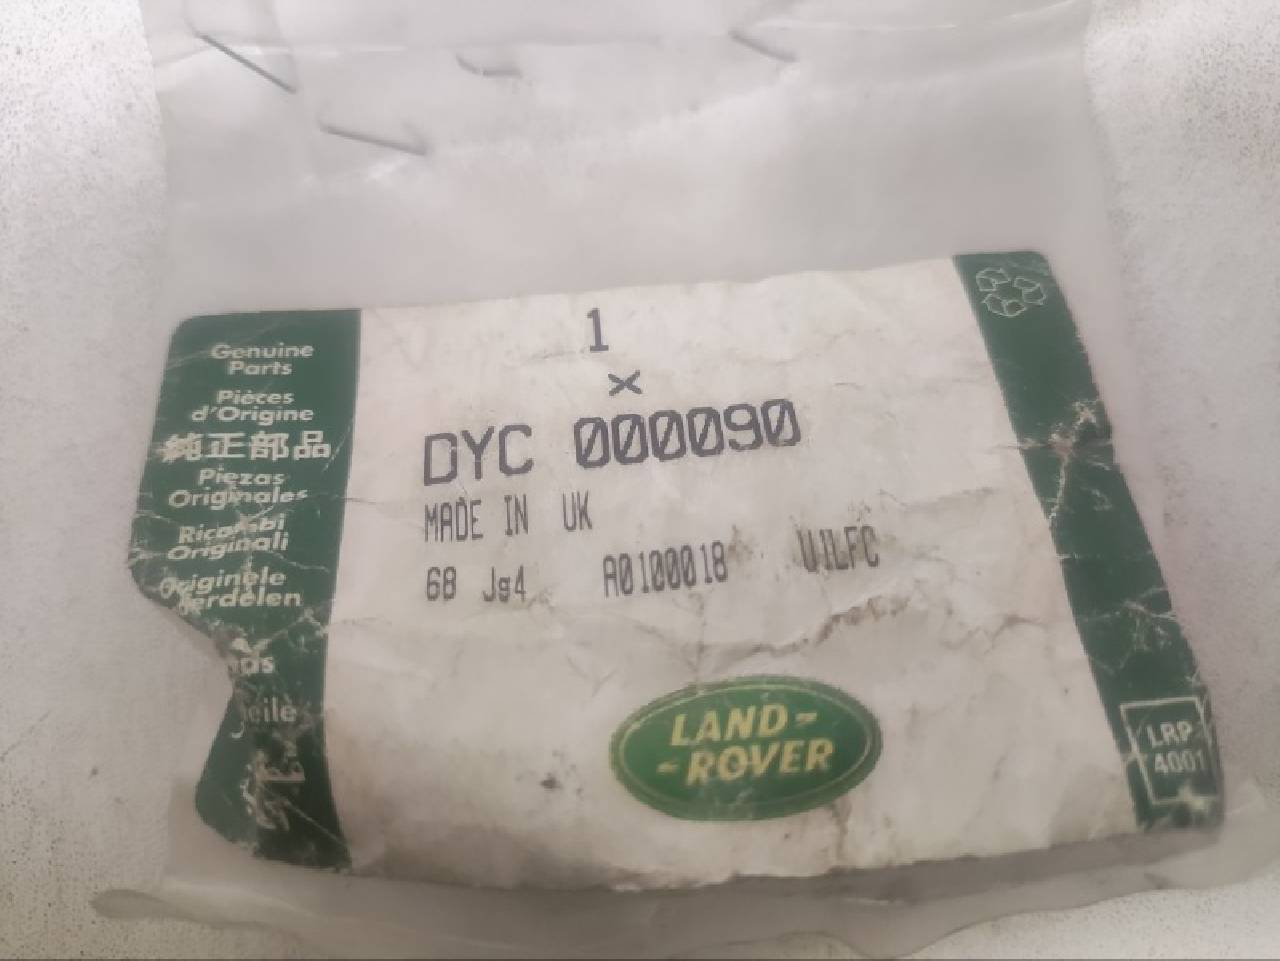 Genuine
Parts
Pièces
d'Origine
純正部品
Piezas
Originales
Ricambi
Originali
Originele
1
×
DYC 000090
MADE IN UK
68 Jg4 A0100018
LAND-
-ROVER
LRP
4001